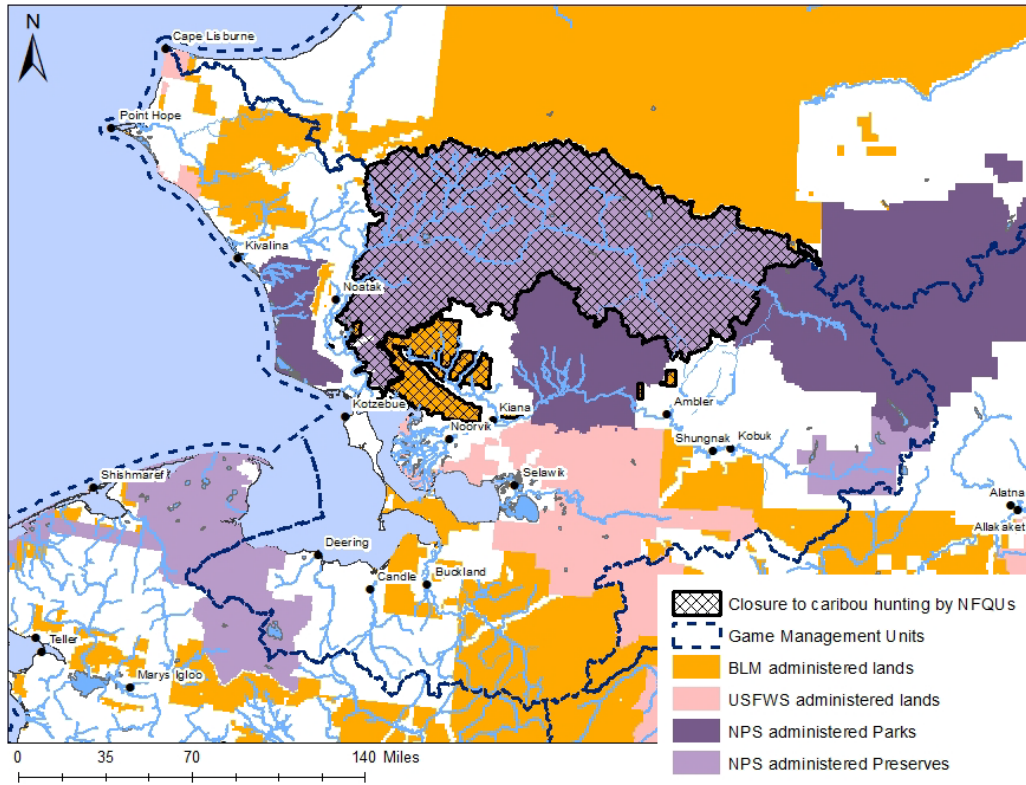 N
Cape Lisburne
Point Hope
Kivalina
Noatak
Kotzebue
Kiana
Noorvik
Ambler
Shungnak
Kobuk
Selawik
Shishmaref
Alatna
Allakaket
Deering
Candle
Buckland
Teller
Marys Igloo
Closure to caribou hunting by NFQUs
Game Management Units
BLM administered lands
USFWS administered lands
NPS administered Parks
NPS administered Preserves
0 35 70 140 Miles